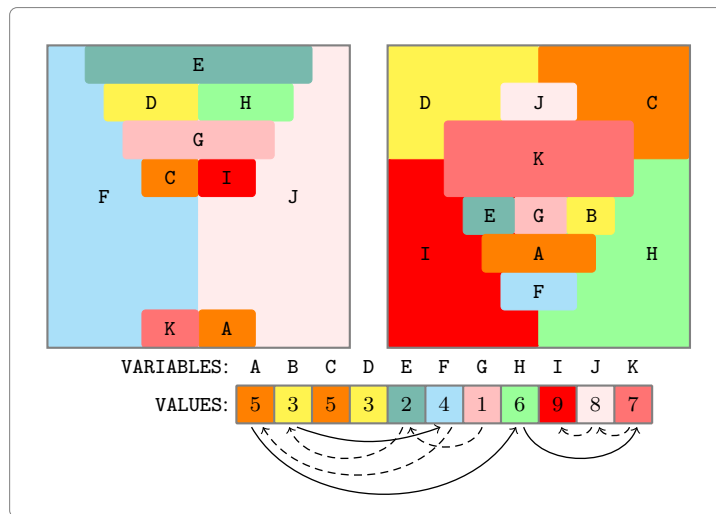 E
D H
G
C I
F J
K A
D J C
K
E G B
I A H
F
VARIABLES: A B C D E F G H I J K
VALUES: 5 3 5 3 2 4 1 6 9 8 7